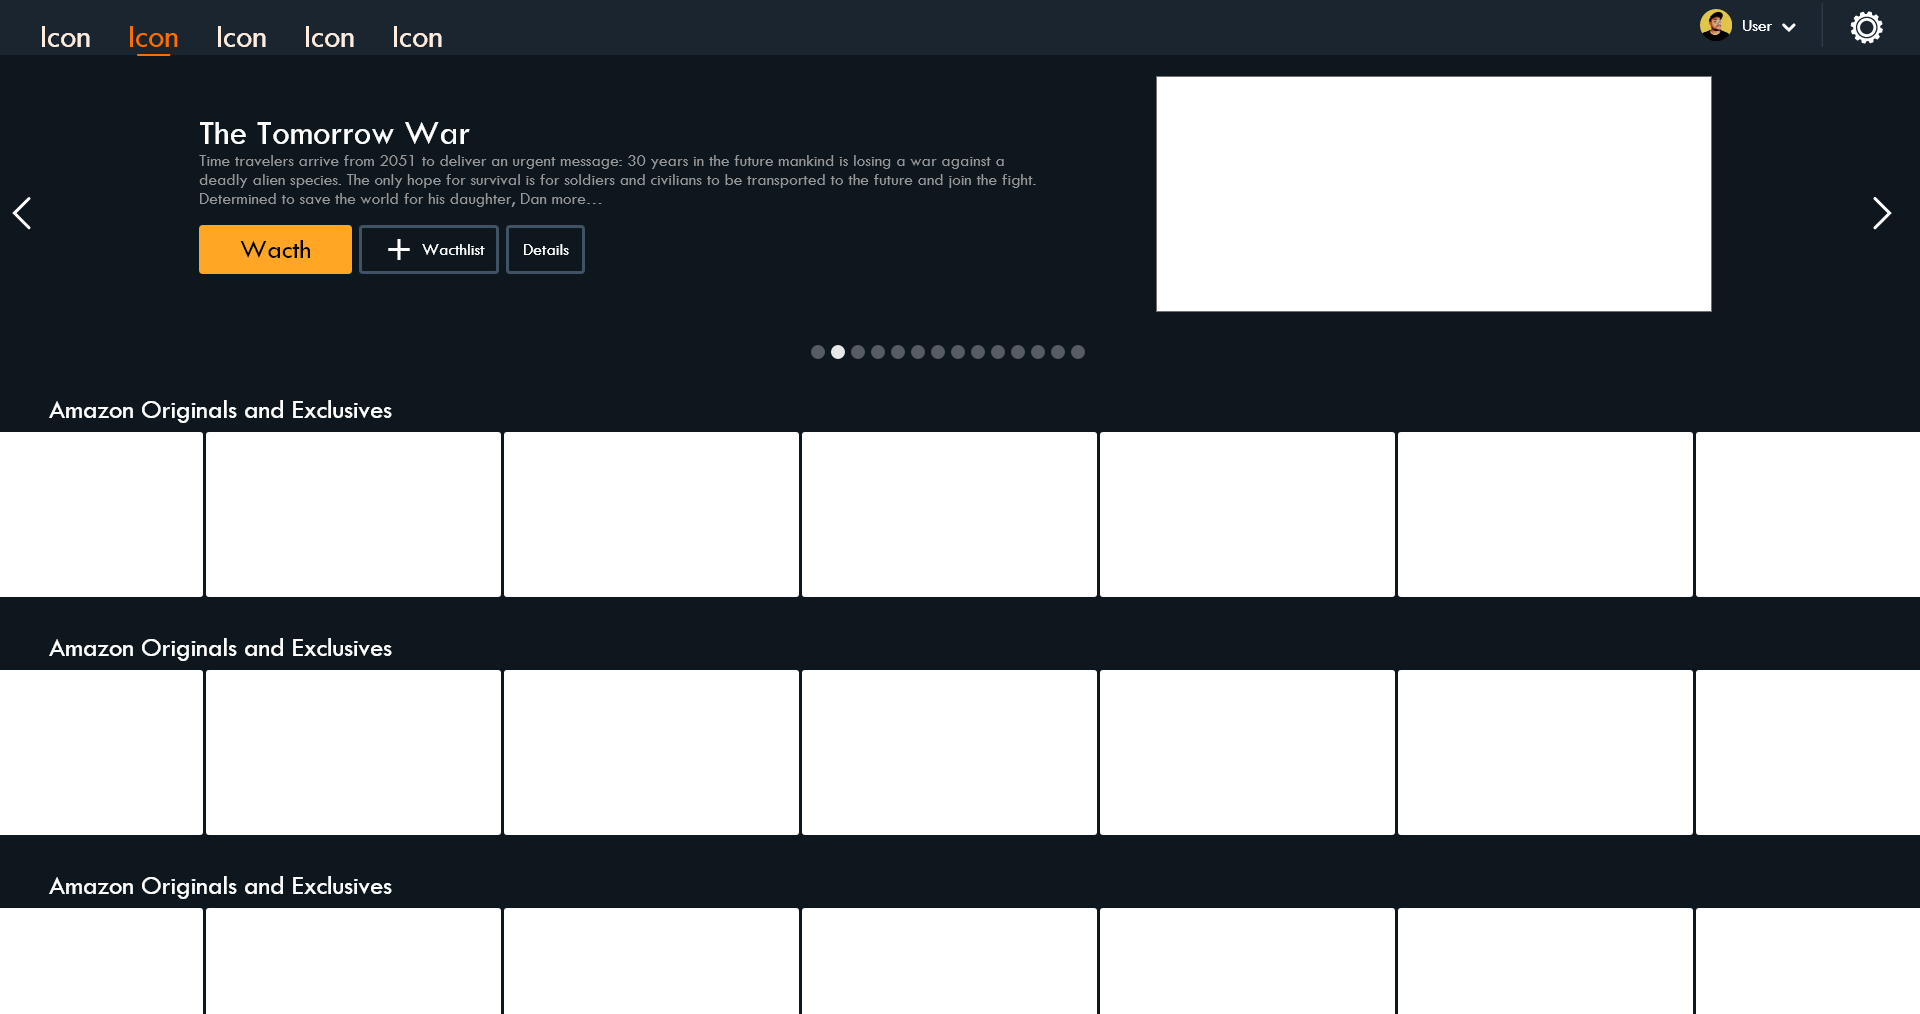 Icon Icon Icon Icon Icon User
The Tomorrow War
Time travelers arrive from 2051 to deliver an urgent message: 30 years in the future mankind is losing a war against a
deadly alien species. The only hope for survival is for soldiers and civilians to be transported to the future and join the fight.
Determined to save the world for his daughter, Dan more...
Wacth Wacthlist Details
Amazon Originals and Exclusives
Amazon Originals and Exclusives
Amazon Originals and Exclusives